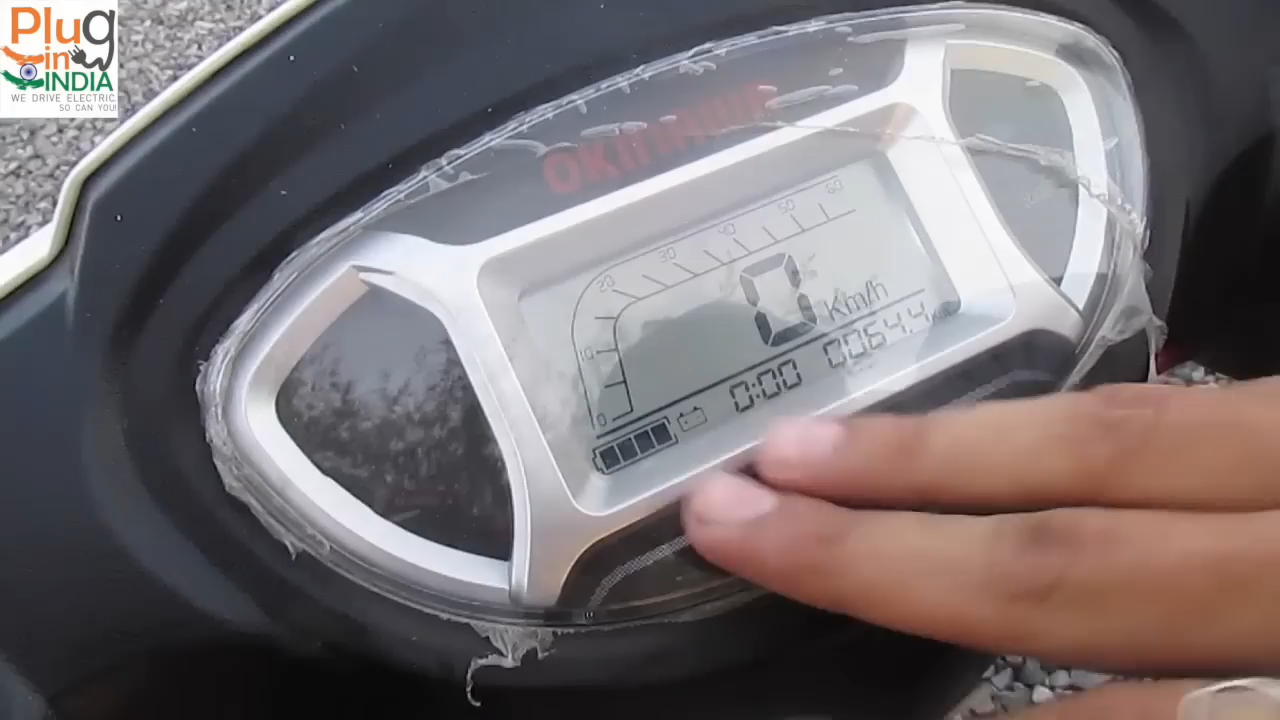 Plug
in
INDIA
WE DRIVE ELECTRIC.
SO CAN YOU!
OKINAWA
0 10 20 30 40 50 60
0 Km/h
0:00 0064.4